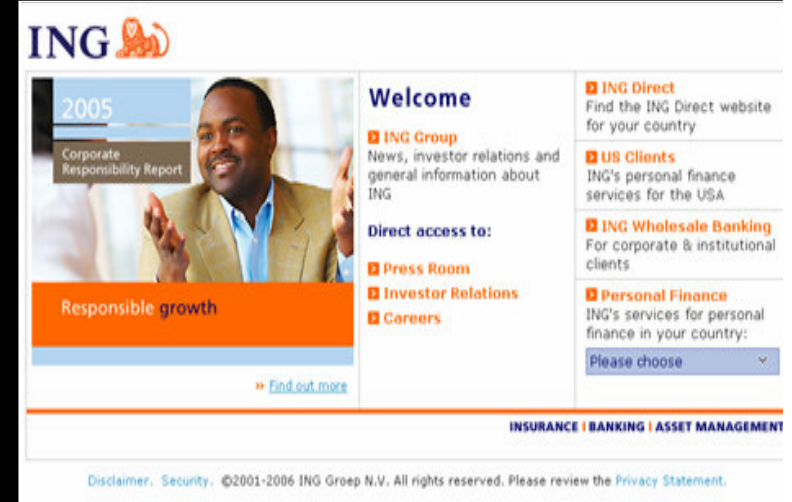 ING
2005
Corporate
Responsibility Report
Responsible growth
» Find out more
Welcome
ING Group
News, investor relations and
general information about
ING
Direct access to:
Press Room
Investor Relations
Careers
ING Direct
Find the ING Direct website
for your country
US Clients
ING's personal finance
services for the USA
ING Wholesale Banking
For corporate & institutional
clients
Personal Finance
ING's services for personal
finance in your country:
Please choose
INSURANCE | BANKING | ASSET MANAGEMENT
Disclaimer. Security. ©2001-2006 ING Groep N.V. All rights reserved. Please review the Privacy Statement.